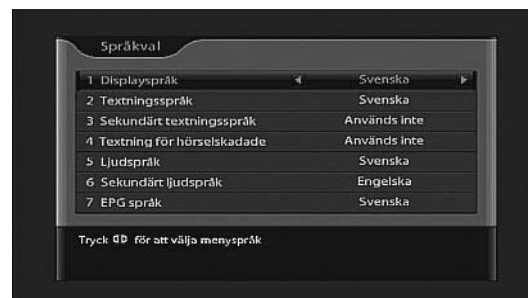 Språkval
1 Displayspråk ◀ Svenska ▶
2 Textningsspråk Svenska
3 Sekundärt textningsspråk Används inte
4 Textning för hörselskadade Används inte
5 Ljudspråk Svenska
6 Sekundärt ljudspråk Engelska
7 EPG språk Svenska
Tryck ◁▷ för att välja menyspråk